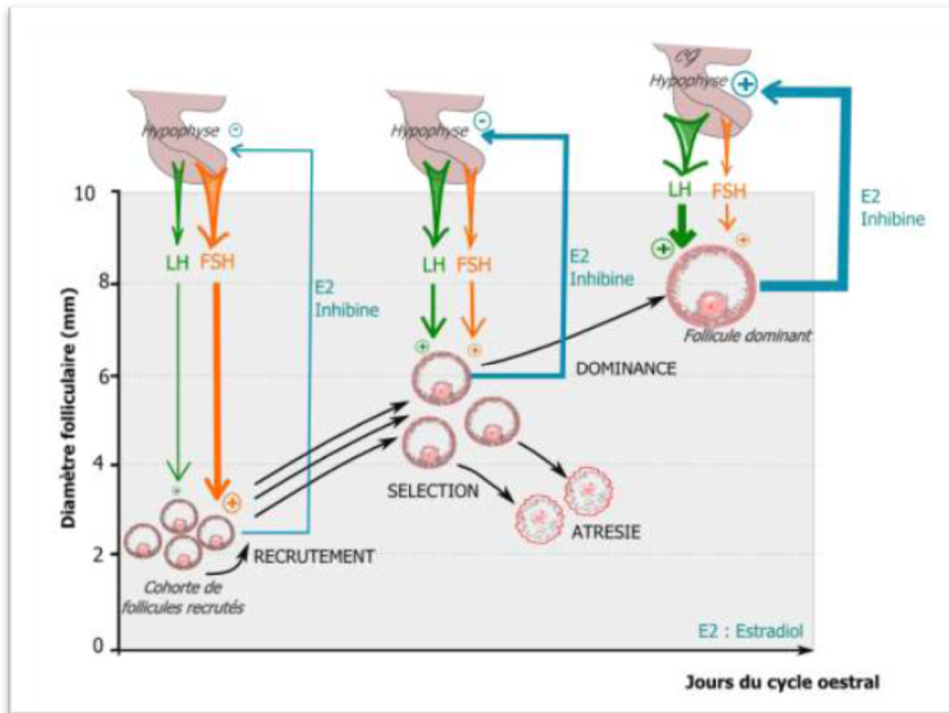 Hypophyse
+
Hypophyse
-
Hypophyse
-
10
LH
FSH
E2
Inhibine
LH
FSH
8
LH
FSH
E2
Inhibine
E2
Inhibine
+
+
Follicule dominant
Diamètre folliculaire (mm)
+
+
6
DOMINANCE
4
SELECTION
ATRESIE
+
+
2
RECRUTEMENT
Cohorte de
follicules recrutés
0
E2 : Estradiol
Jours du cycle oestral